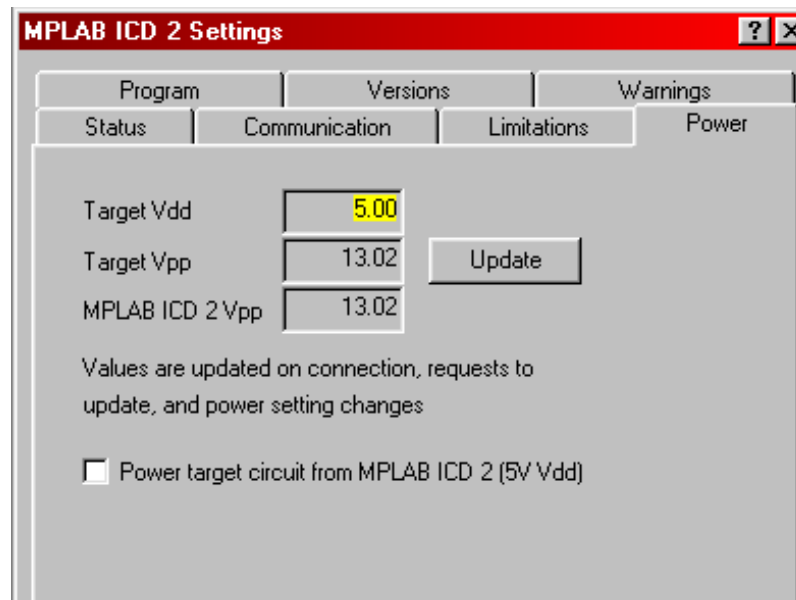 MPLAB ICD 2 Settings
Program Versions Warnings
Status Communication Limitations Power
Target Vdd 5.00
Target Vpp 13.02 Update
MPLAB ICD 2 Vpp 13.02
Values are updated on connection, requests to
update, and power setting changes
Power target circuit from MPLAB ICD 2 (5V Vdd)